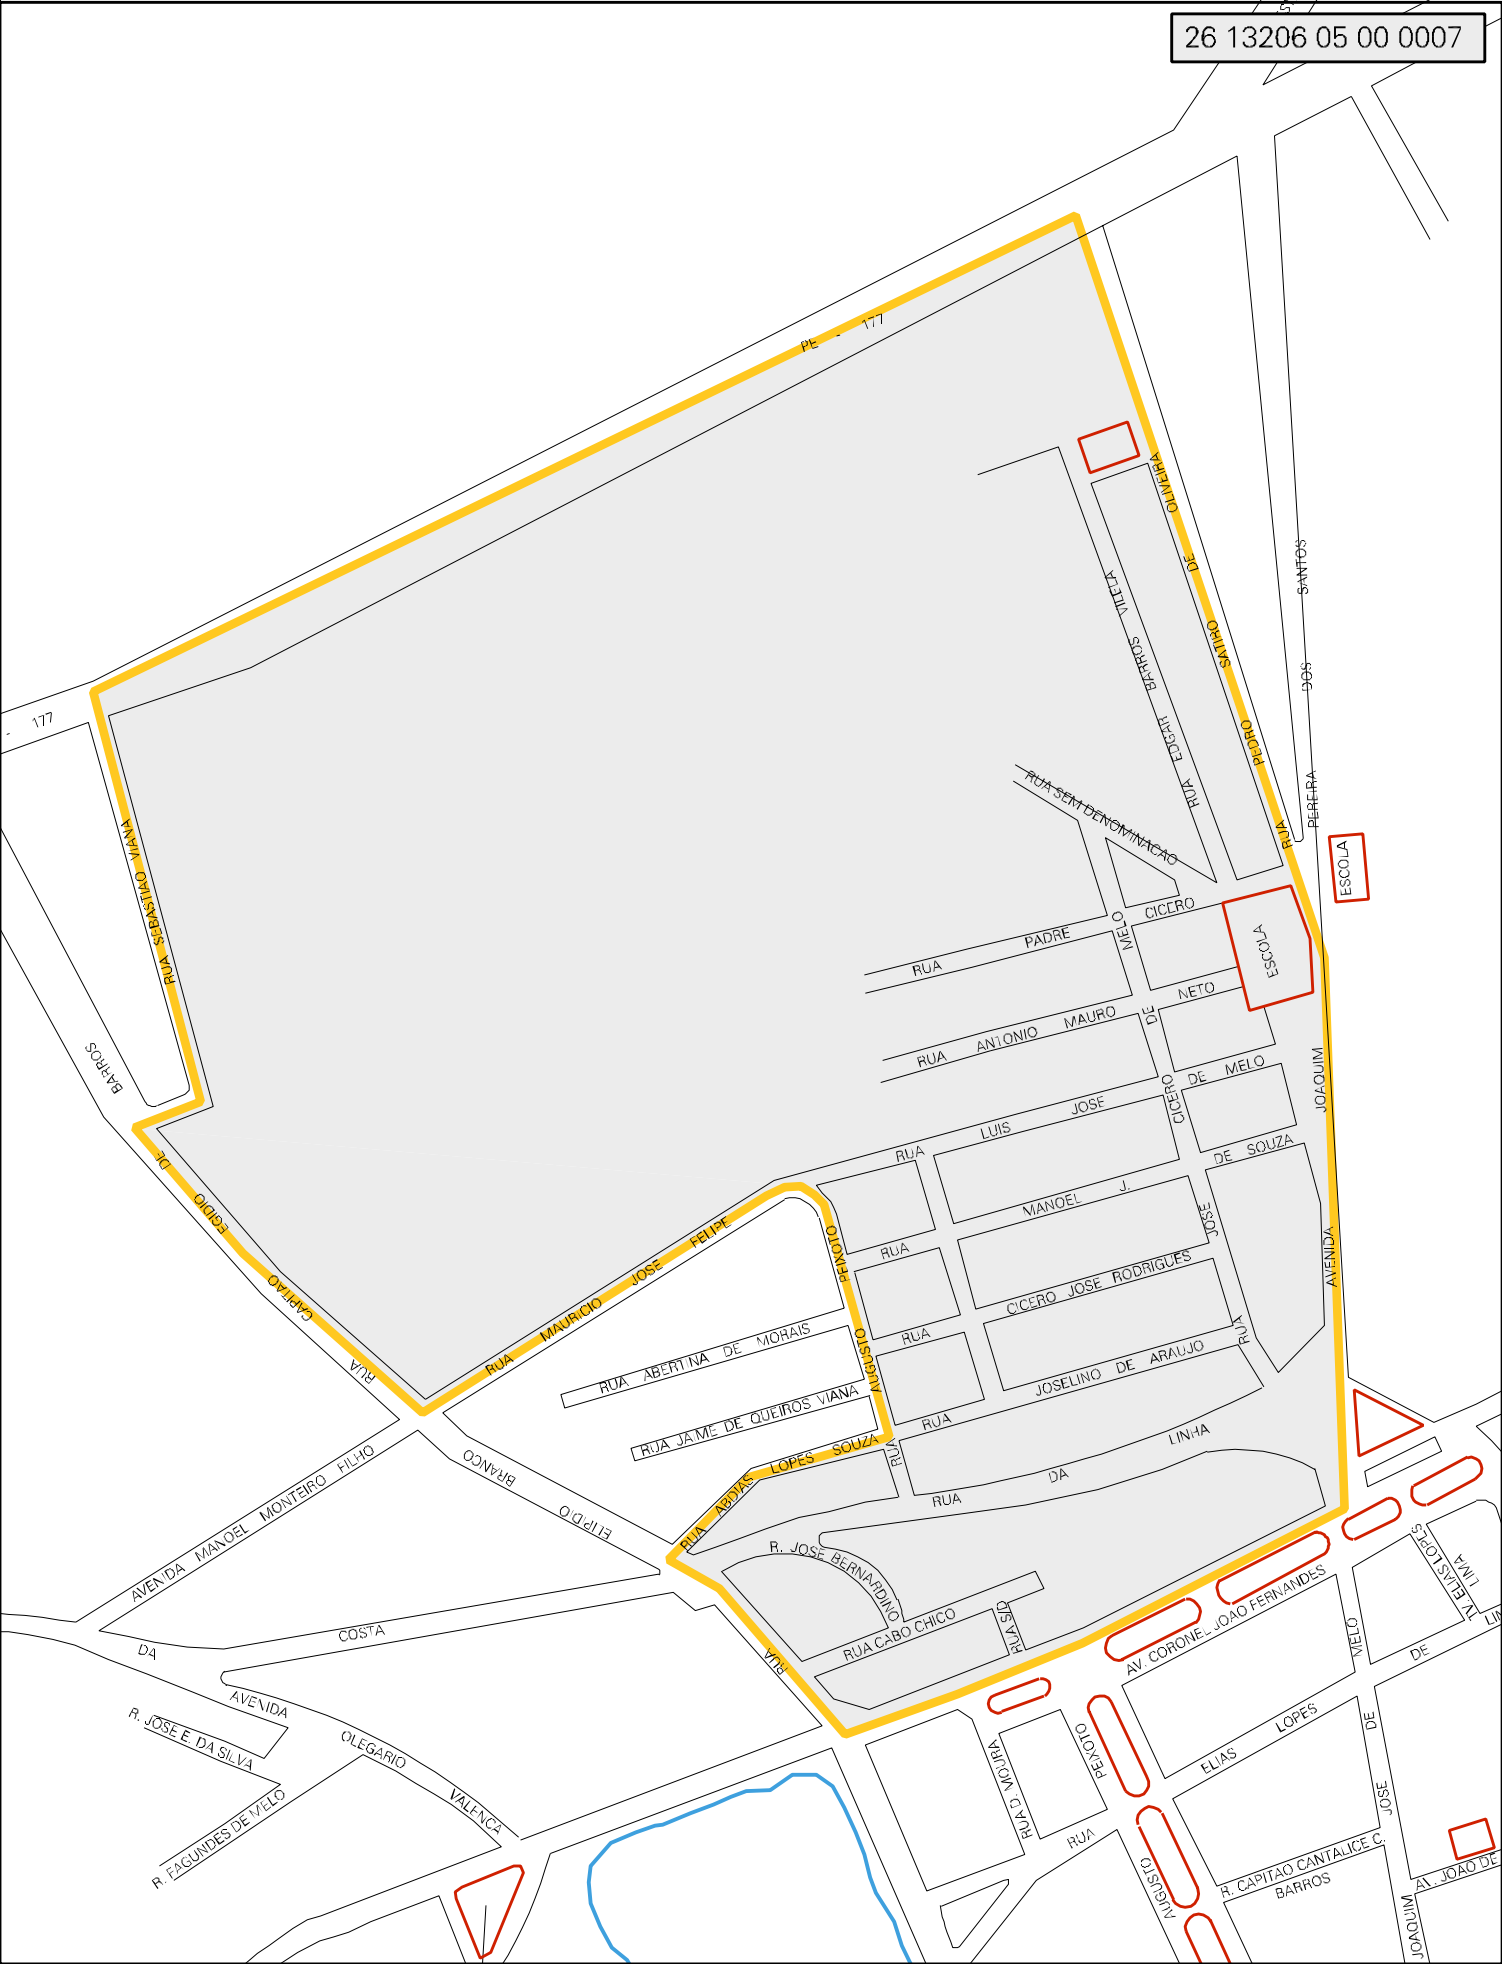 26 13206 05 00 0007
PE - 177
- 177
RUA PEDRO SATIRO DE OLIVEIRA
AVENIDA JOAQUIM PEREIRA DOS SANTOS
RUA EDGAR BARROS VILELA
RUA SEM DENOMINACAO
ESCOLA
ESCOLA
RUA SEBASTIAO VIANA
RUA PADRE CICERO
RUA ANTONIO MAURO NETO
RUA LUIS JOSE DE MELO
RUA MANOEL J. DE SOUZA
RUA CICERO JOSE RODRIGUES
RUA JOSELINO DE ARAUJO
RUA JOSE CICERO DE MELO
RUA CAPITAO EGIDIO DE BARROS
RUA MAURICIO JOSE FELIPE
RUA AUGUSTO PEIXOTO
RUA ABERTINA DE MORAIS
RUA JAIME DE QUEIROS VIANA
RUA ABDIAS LOPES SOUZA
RUA DA LINHA
R. JOSE BERNARDINO
RUA CABO CHICO
RUA SD
RUA ELIPIDIO BRANCO
AVENIDA MANOEL MONTEIRO FILHO
DA COSTA
AVENIDA OLEGARIO VALENCA
R. JOSE E. DA SILVA
R. FAGUNDES DE MELO
AV. CORONEL JOAO FERNANDES
TV. ELIAS LOPES
LIMA
RUA ELIAS LOPES DE LIN
RUA D. MOURA
AUGUSTO PEIXOTO
JOAQUIM JOSE DE MELO
R. CAPITAO CANTALICE C.
BARROS
AV. JOAO DE